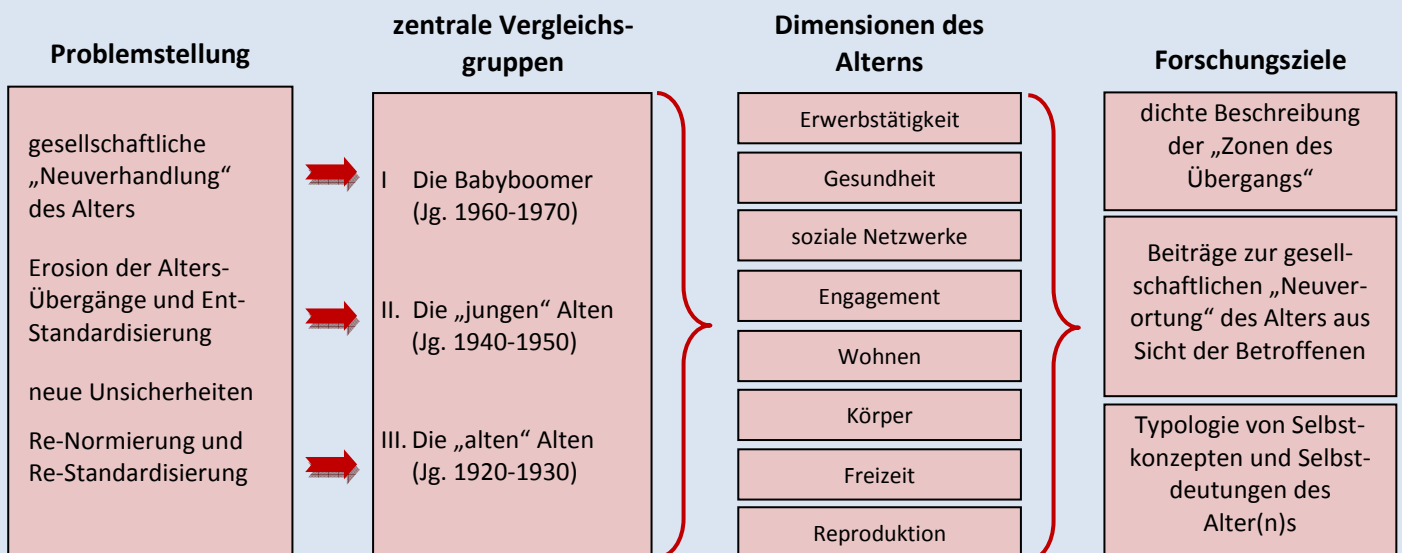 Problemstellung
gesellschaftliche
„Neuverhandlung“
des Alters
Erosion der Alters-
Übergänge und Ent-
Standardisierung
neue Unsicherheiten
Re-Normierung und
Re-Standardisierung
zentrale Vergleichs-
gruppen
I Die Babyboomer
(Jg. 1960-1970)
II. Die „jungen“ Alten
(Jg. 1940-1950)
III. Die „alten“ Alten
(Jg. 1920-1930)
Dimensionen des
Alterns
Erwerbstätigkeit
Gesundheit
soziale Netzwerke
Engagement
Wohnen
Körper
Freizeit
Reproduktion
Forschungsziele
dichte Beschreibung
der „Zonen des
Übergangs“
Beiträge zur gesell-
schaftlichen „Neuver-
ortung“ des Alters aus
Sicht der Betroffenen
Typologie von Selbst-
konzepten und Selbst-
deutungen des
Alter(n)s